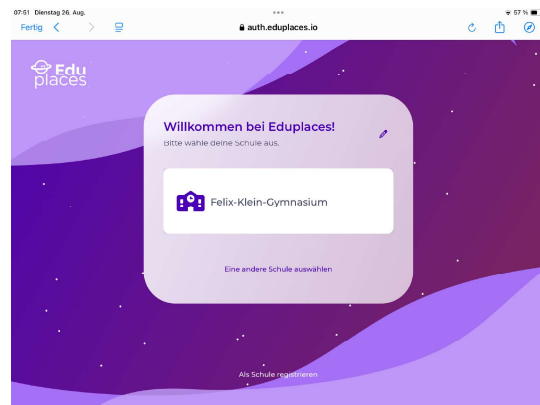 07:51 Dienstag 26. Aug.
57 %
Fertig
auth.eduplaces.io
Edu
places
Willkommen bei Eduplaces!
Bitte wähle deine Schule aus.
Felix-Klein-Gymnasium
Eine andere Schule auswählen
Als Schule registrieren